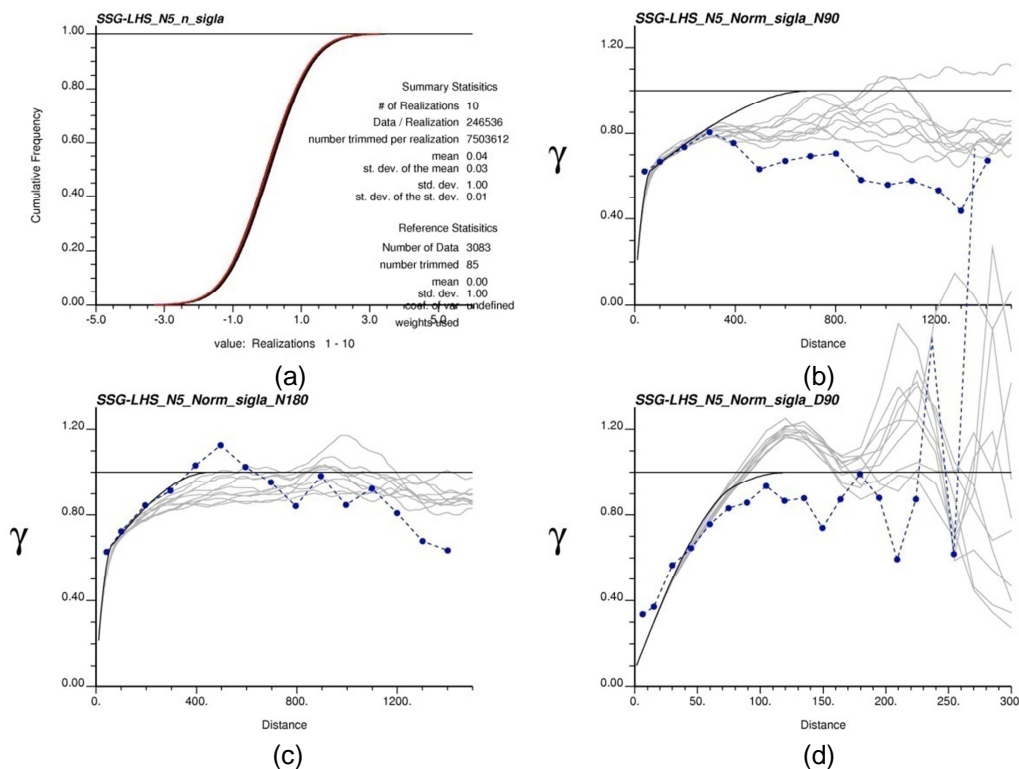 SSG-LHS_N5_n_sigla
1.00
0.80
0.60
0.40
0.20
0.00
Cumulative Frequency
-5.0 -3.0 -1.0 1.0 3.0 5.0
value: Realizations 1 - 10
Summary Statisitics
# of Realizations 10
Data / Realization 246536
number trimmed per realization 7503612
mean 0.04
st. dev. of the mean 0.03
std. dev. 1.00
st. dev. of the st. dev. 0.01
Reference Statistics
Number of Data 3083
number trimmed 85
mean 0.00
std. dev. 1.00
coef. of var undefined
weights used
(a)
SSG-LHS_N5_Norm_sigla_N90
1.20
1.00
0.80
0.40
0.00
γ
0. 400. 800. 1200.
Distance
(b)
SSG-LHS_N5_Norm_sigla_N180
1.20
0.80
0.40
0.00
γ
0. 400. 800. 1200.
Distance
(c)
SSG-LHS_N5_Norm_sigla_D90
1.20
0.80
0.40
0.00
γ
0. 50. 100. 150. 200. 250. 300
Distance
(d)